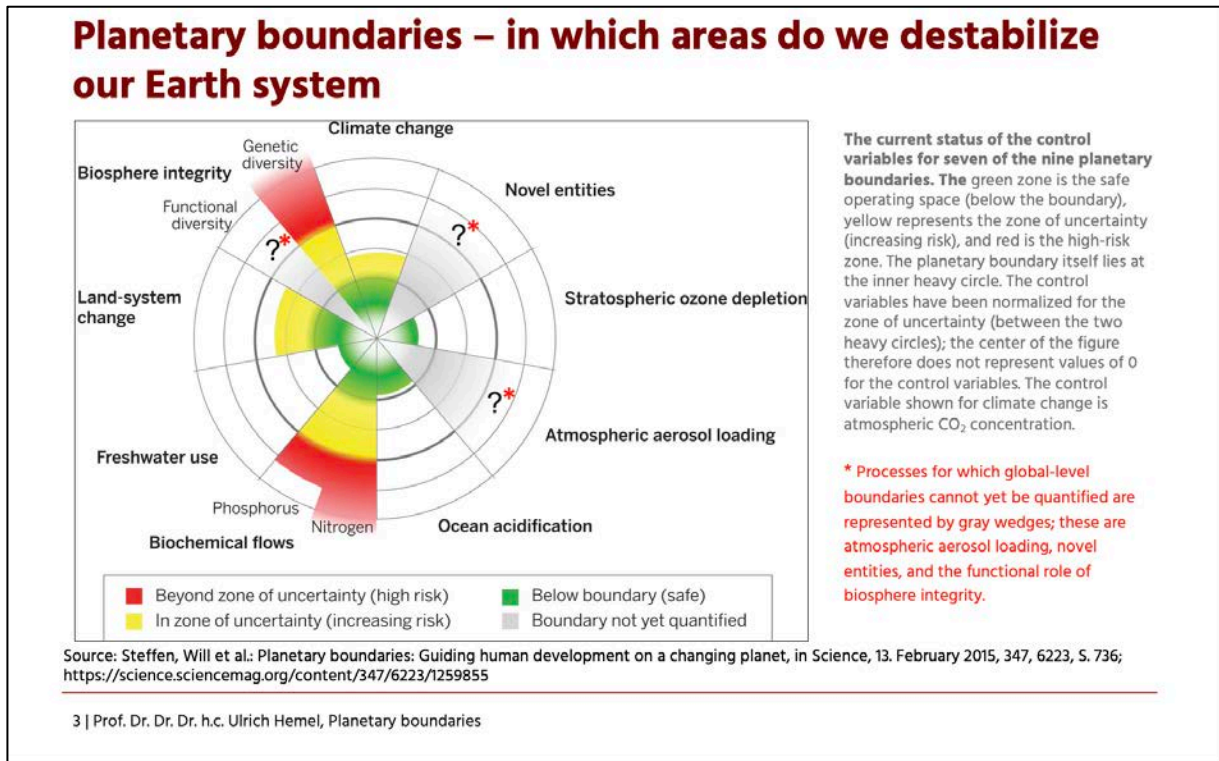 Planetary boundaries – in which areas do we destabilize
our Earth system
Climate change
Genetic
diversity
Biosphere integrity
Novel entities
Functional
diversity
?*
?*
Land-system
change
Stratospheric ozone depletion
?*
Atmospheric aerosol loading
Freshwater use
Phosphorus
Nitrogen
Ocean acidification
Biochemical flows
Beyond zone of uncertainty (high risk)
In zone of uncertainty (increasing risk)
Below boundary (safe)
Boundary not yet quantified
The current status of the control
variables for seven of the nine planetary
boundaries. The green zone is the safe
operating space (below the boundary),
yellow represents the zone of uncertainty
(increasing risk), and red is the high-risk
zone. The planetary boundary itself lies at
the inner heavy circle. The control
variables have been normalized for the
zone of uncertainty (between the two
heavy circles); the center of the figure
therefore does not represent values of 0
for the control variables. The control
variable shown for climate change is
atmospheric CO₂ concentration.
* Processes for which global-level
boundaries cannot yet be quantified are
represented by gray wedges; these are
atmospheric aerosol loading, novel
entities, and the functional role of
biosphere integrity.
Source: Steffen, Will et al.: Planetary boundaries: Guiding human development on a changing planet, in Science, 13. February 2015, 347, 6223, S. 736;
https://science.sciencemag.org/content/347/6223/1259855
3 | Prof. Dr. Dr. Dr. h.c. Ulrich Hemel, Planetary boundaries